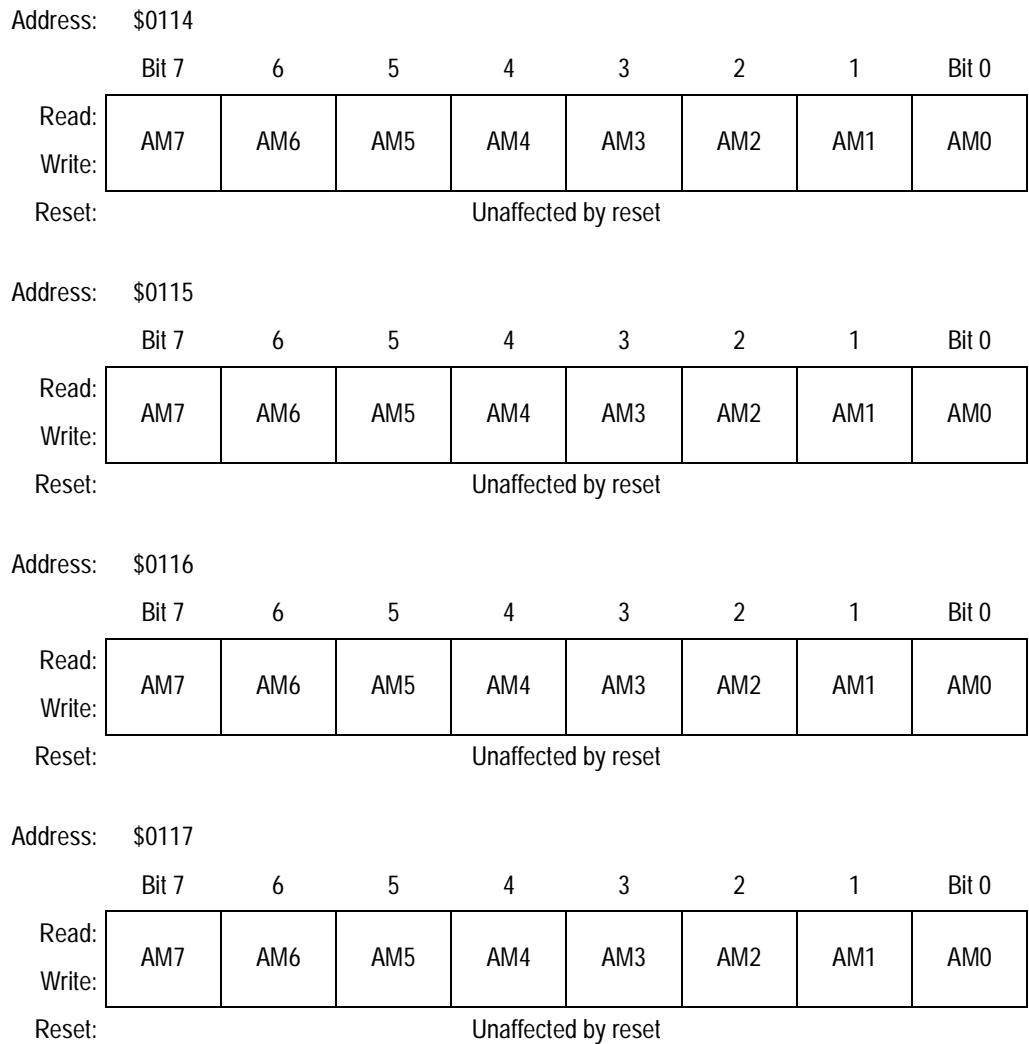 Address: $0114
Bit 7 6 5 4 3 2 1 Bit 0
Read:
AM7 AM6 AM5 AM4 AM3 AM2 AM1 AM0
Write:
Reset: Unaffected by reset
Address: $0115
Bit 7 6 5 4 3 2 1 Bit 0
Read:
AM7 AM6 AM5 AM4 AM3 AM2 AM1 AM0
Write:
Reset: Unaffected by reset
Address: $0116
Bit 7 6 5 4 3 2 1 Bit 0
Read:
AM7 AM6 AM5 AM4 AM3 AM2 AM1 AM0
Write:
Reset: Unaffected by reset
Address: $0117
Bit 7 6 5 4 3 2 1 Bit 0
Read:
AM7 AM6 AM5 AM4 AM3 AM2 AM1 AM0
Write:
Reset: Unaffected by reset